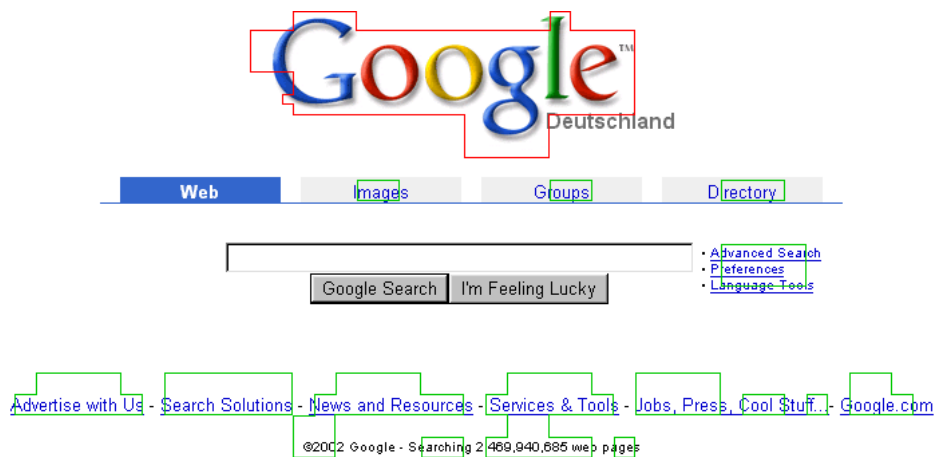 Google™
Deutschland
Web Images Groups Directory
• Advanced Search
• Preferences
• Language Tools
Google Search I'm Feeling Lucky
Advertise with Us - Search Solutions - News and Resources - Services & Tools - Jobs, Press, Cool Stuff... - Google.com
©2002 Google - Searching 2,469,940,685 web pages